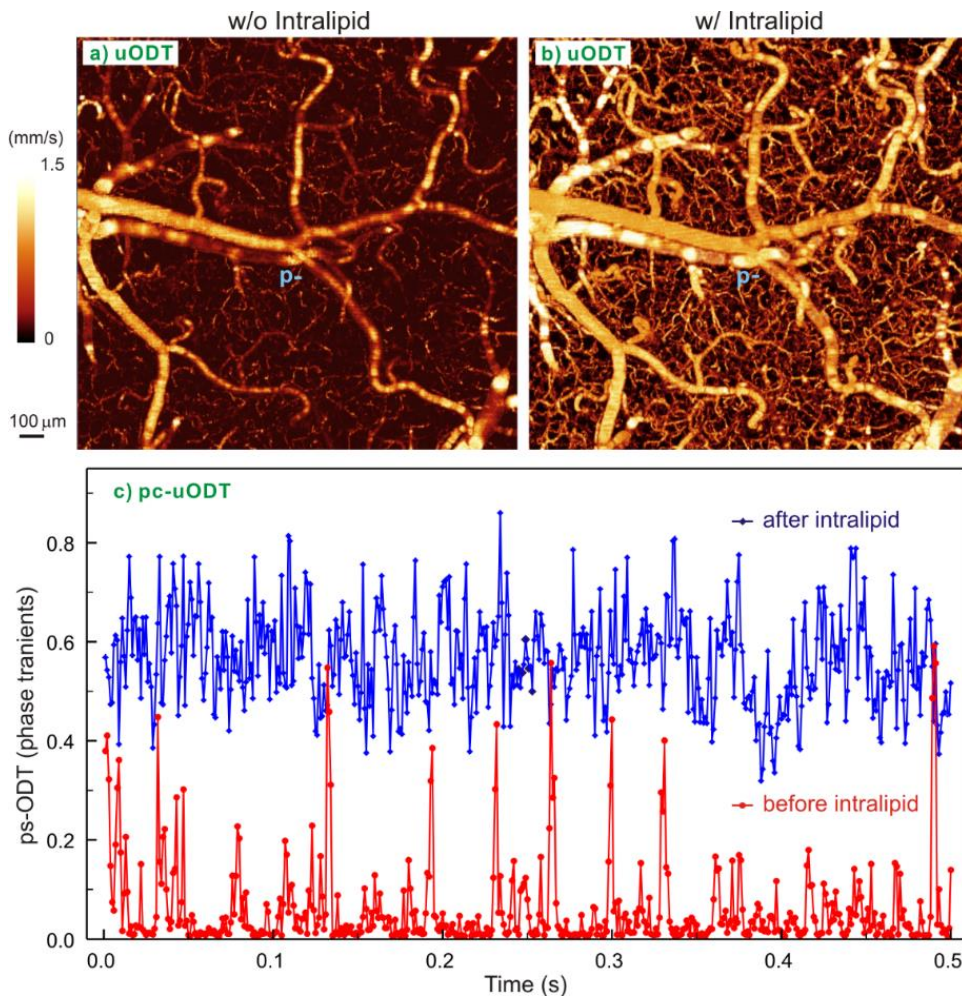 w/o Intralipid
w/ Intralipid
a) uODT
b) uODT
(mm/s)
1.5
0
100 μm
p-
p-
c) pc-uODT
after intralipid
before intralipid
ps-ODT (phase tranients)
0.8
0.6
0.4
0.2
0.0
0.0 0.1 0.2 0.3 0.4 0.5
Time (s)